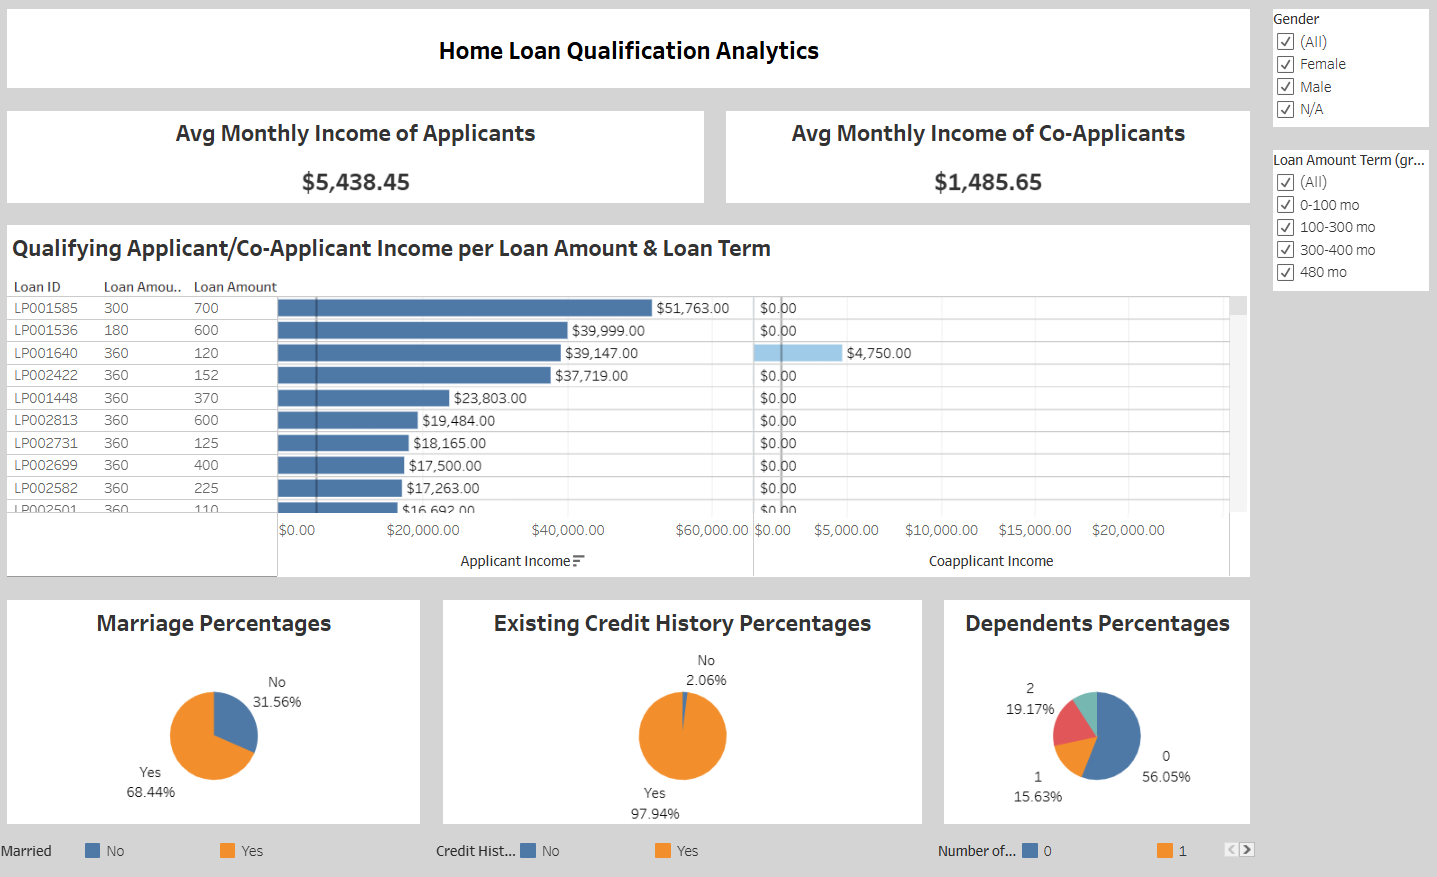 Home Loan Qualification Analytics
Gender
(All)
Female
Male
N/A
Loan Amount Term (gr...
(All)
0-100 mo
100-300 mo
300-400 mo
480 mo
Avg Monthly Income of Applicants
$5,438.45
Avg Monthly Income of Co-Applicants
$1,485.65
Qualifying Applicant/Co-Applicant Income per Loan Amount & Loan Term
Loan ID Loan Amou.. Loan Amount
LP001585 300 700 $51,763.00 $0.00
LP001536 180 600 $39,999.00 $0.00
LP001640 360 120 $39,147.00 $4,750.00
LP002422 360 152 $37,719.00 $0.00
LP001448 360 370 $23,803.00 $0.00
LP002813 360 600 $19,484.00 $0.00
LP002731 360 125 $18,165.00 $0.00
LP002699 360 400 $17,500.00 $0.00
LP002582 360 225 $17,263.00 $0.00
LP002501 360 110 $16,692.00 $0.00
$0.00 $20,000.00 $40,000.00 $60,000.00 $0.00 $5,000.00 $10,000.00 $15,000.00 $20,000.00
Applicant Income Coapplicant Income
Marriage Percentages
No
31.56%
Yes
68.44%
Existing Credit History Percentages
No
2.06%
Yes
97.94%
Dependents Percentages
2
19.17%
0
56.05%
1
15.63%
Married No Yes
Credit Hist... No Yes
Number of... 0 1